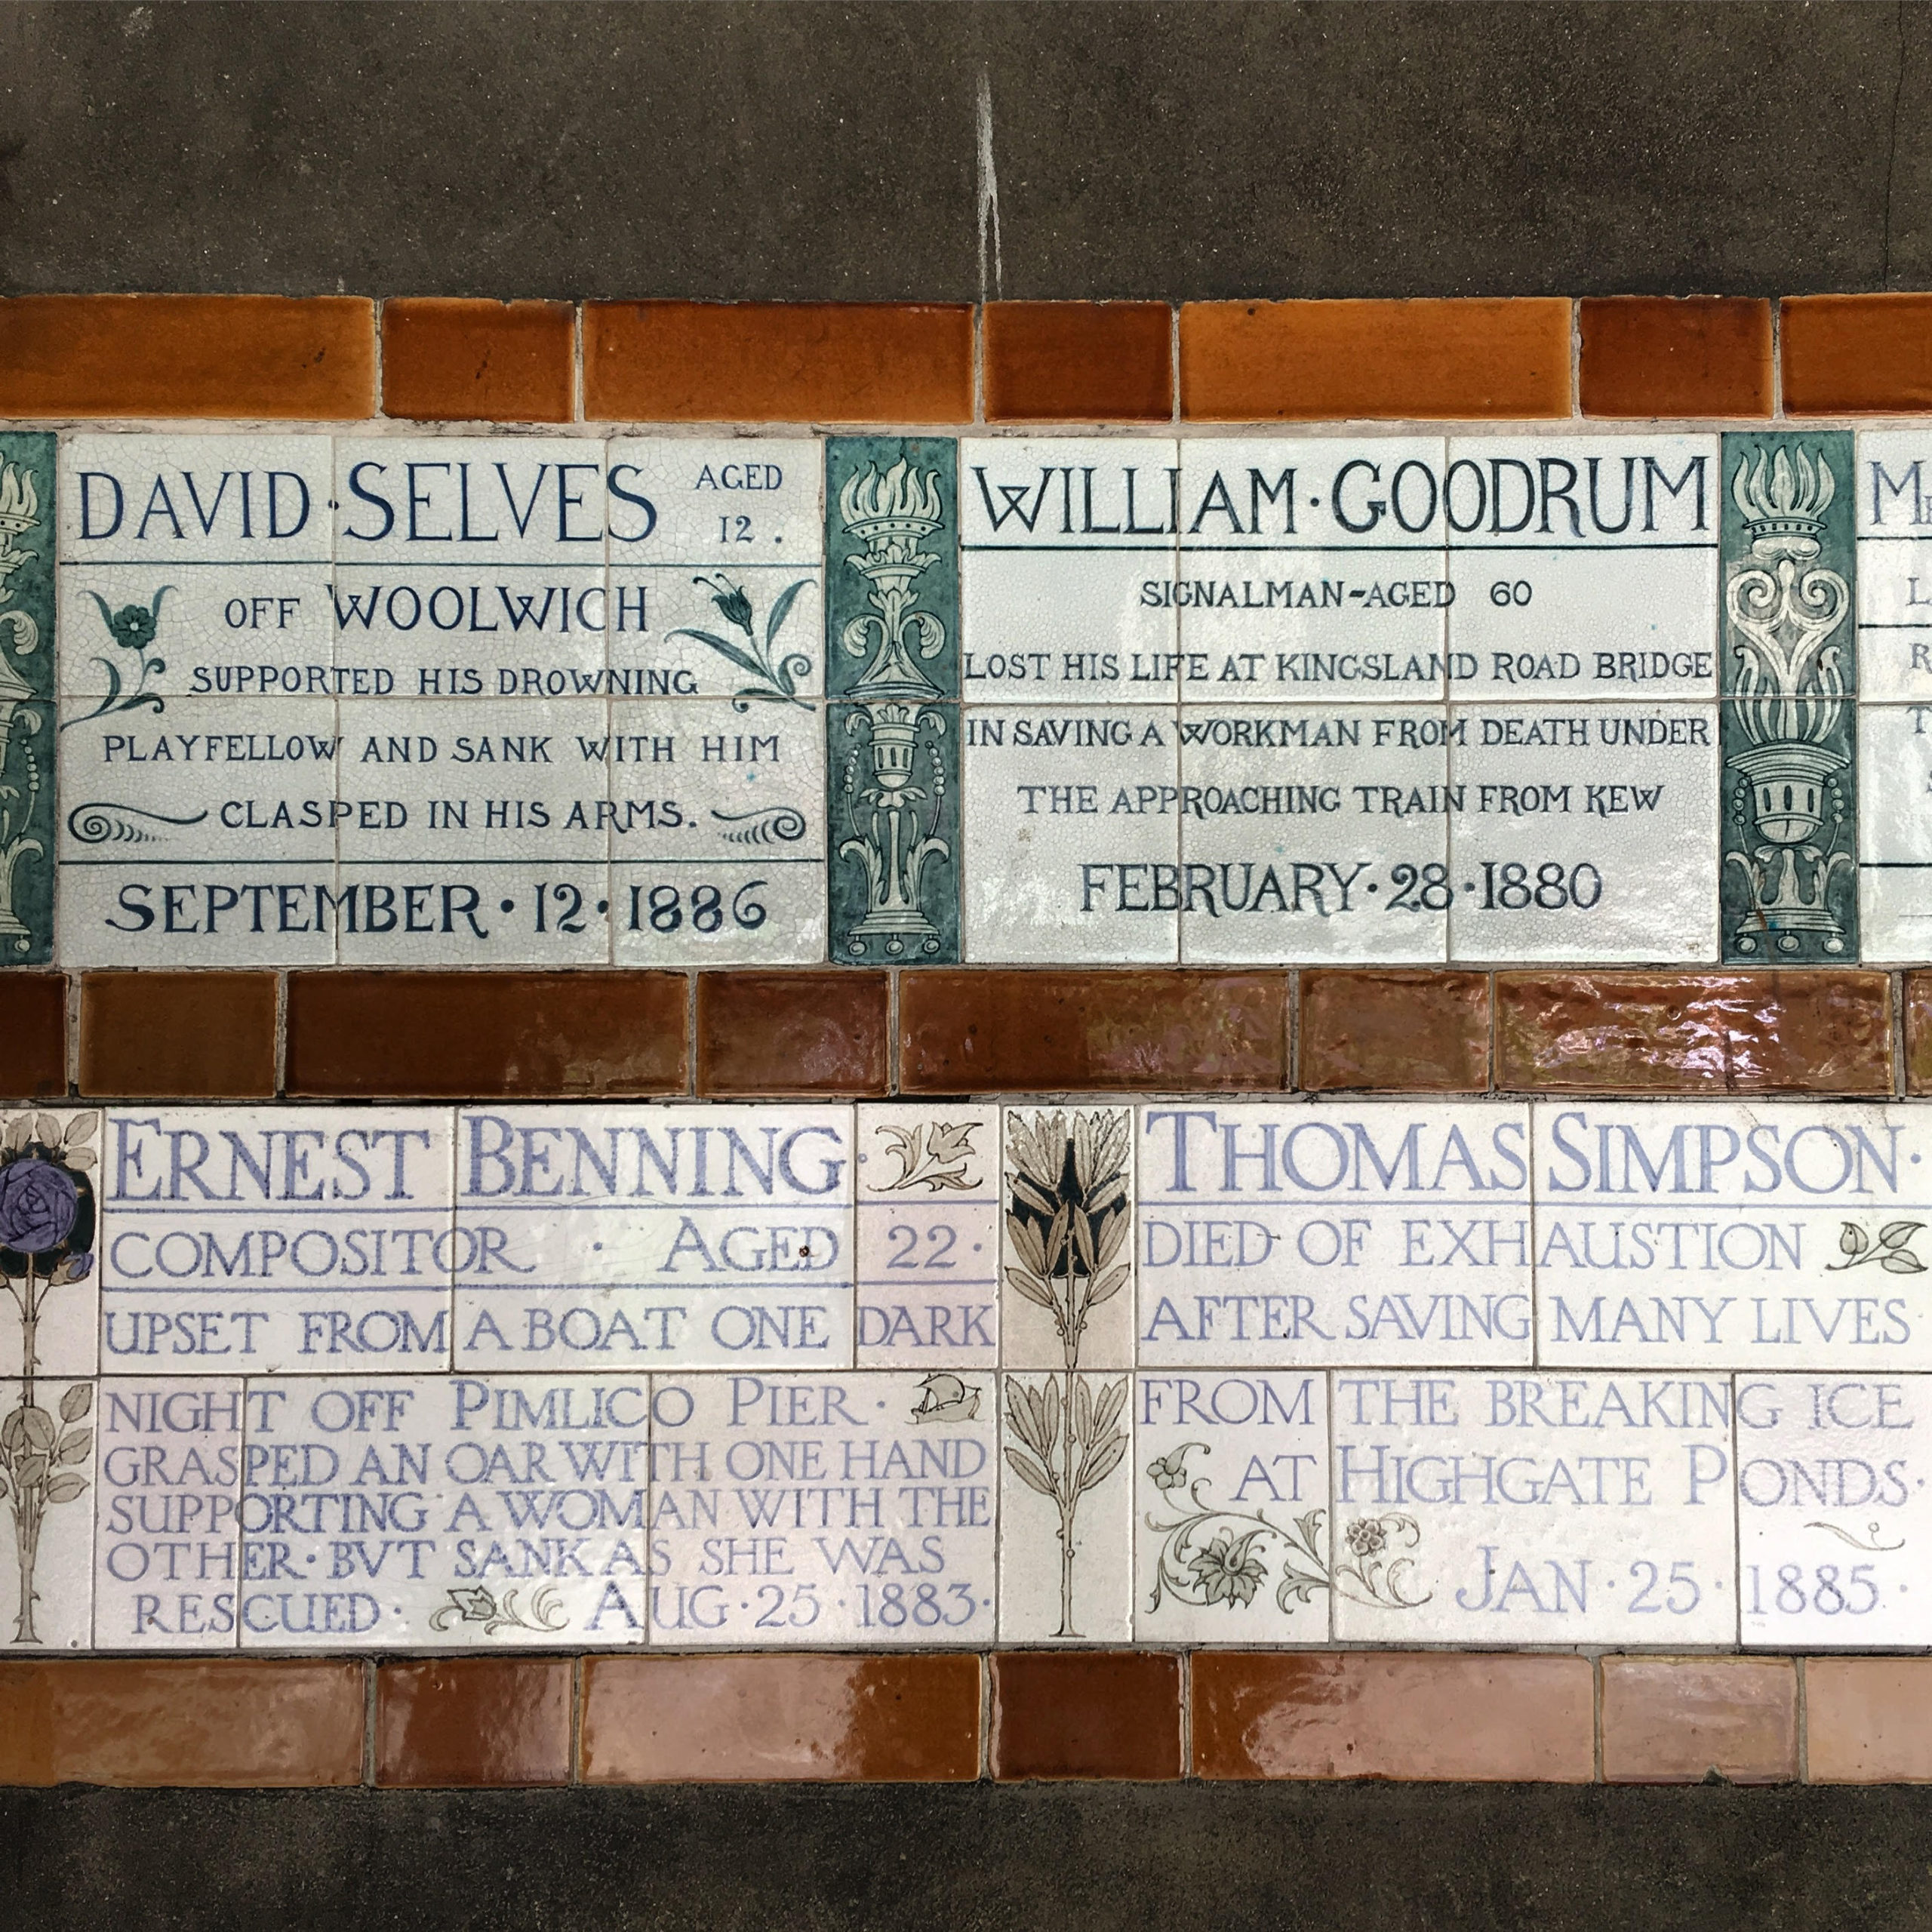 DAVID·SELVES AGED
12.
OFF WOOLWICH
SUPPORTED HIS DROWNING
PLAYFELLOW AND SANK WITH HIM
CLASPED IN HIS ARMS.
SEPTEMBER·12·1886
WILLIAM·GOODRUM
SIGNALMAN-AGED 60
LOST HIS LIFE AT KINGSLAND ROAD BRIDGE
IN SAVING A WORKMAN FROM DEATH UNDER
THE APPROACHING TRAIN FROM KEW
FEBRUARY·28·1880
ERNEST BENNING·
COMPOSITOR · AGED 22·
UPSET FROM A BOAT ONE DARK
NIGHT OFF PIMLICO PIER·
GRASPED AN OAR WITH ONE HAND
SUPPORTING A WOMAN WITH THE
OTHER·BVT SANK AS SHE WAS
RESCUED· AUG·25·1883·
THOMAS SIMPSON·
DIED OF EXHAUSTION
AFTER SAVING MANY LIVES
FROM THE BREAKING ICE
AT HIGHGATE PONDS·
JAN·25·1885·